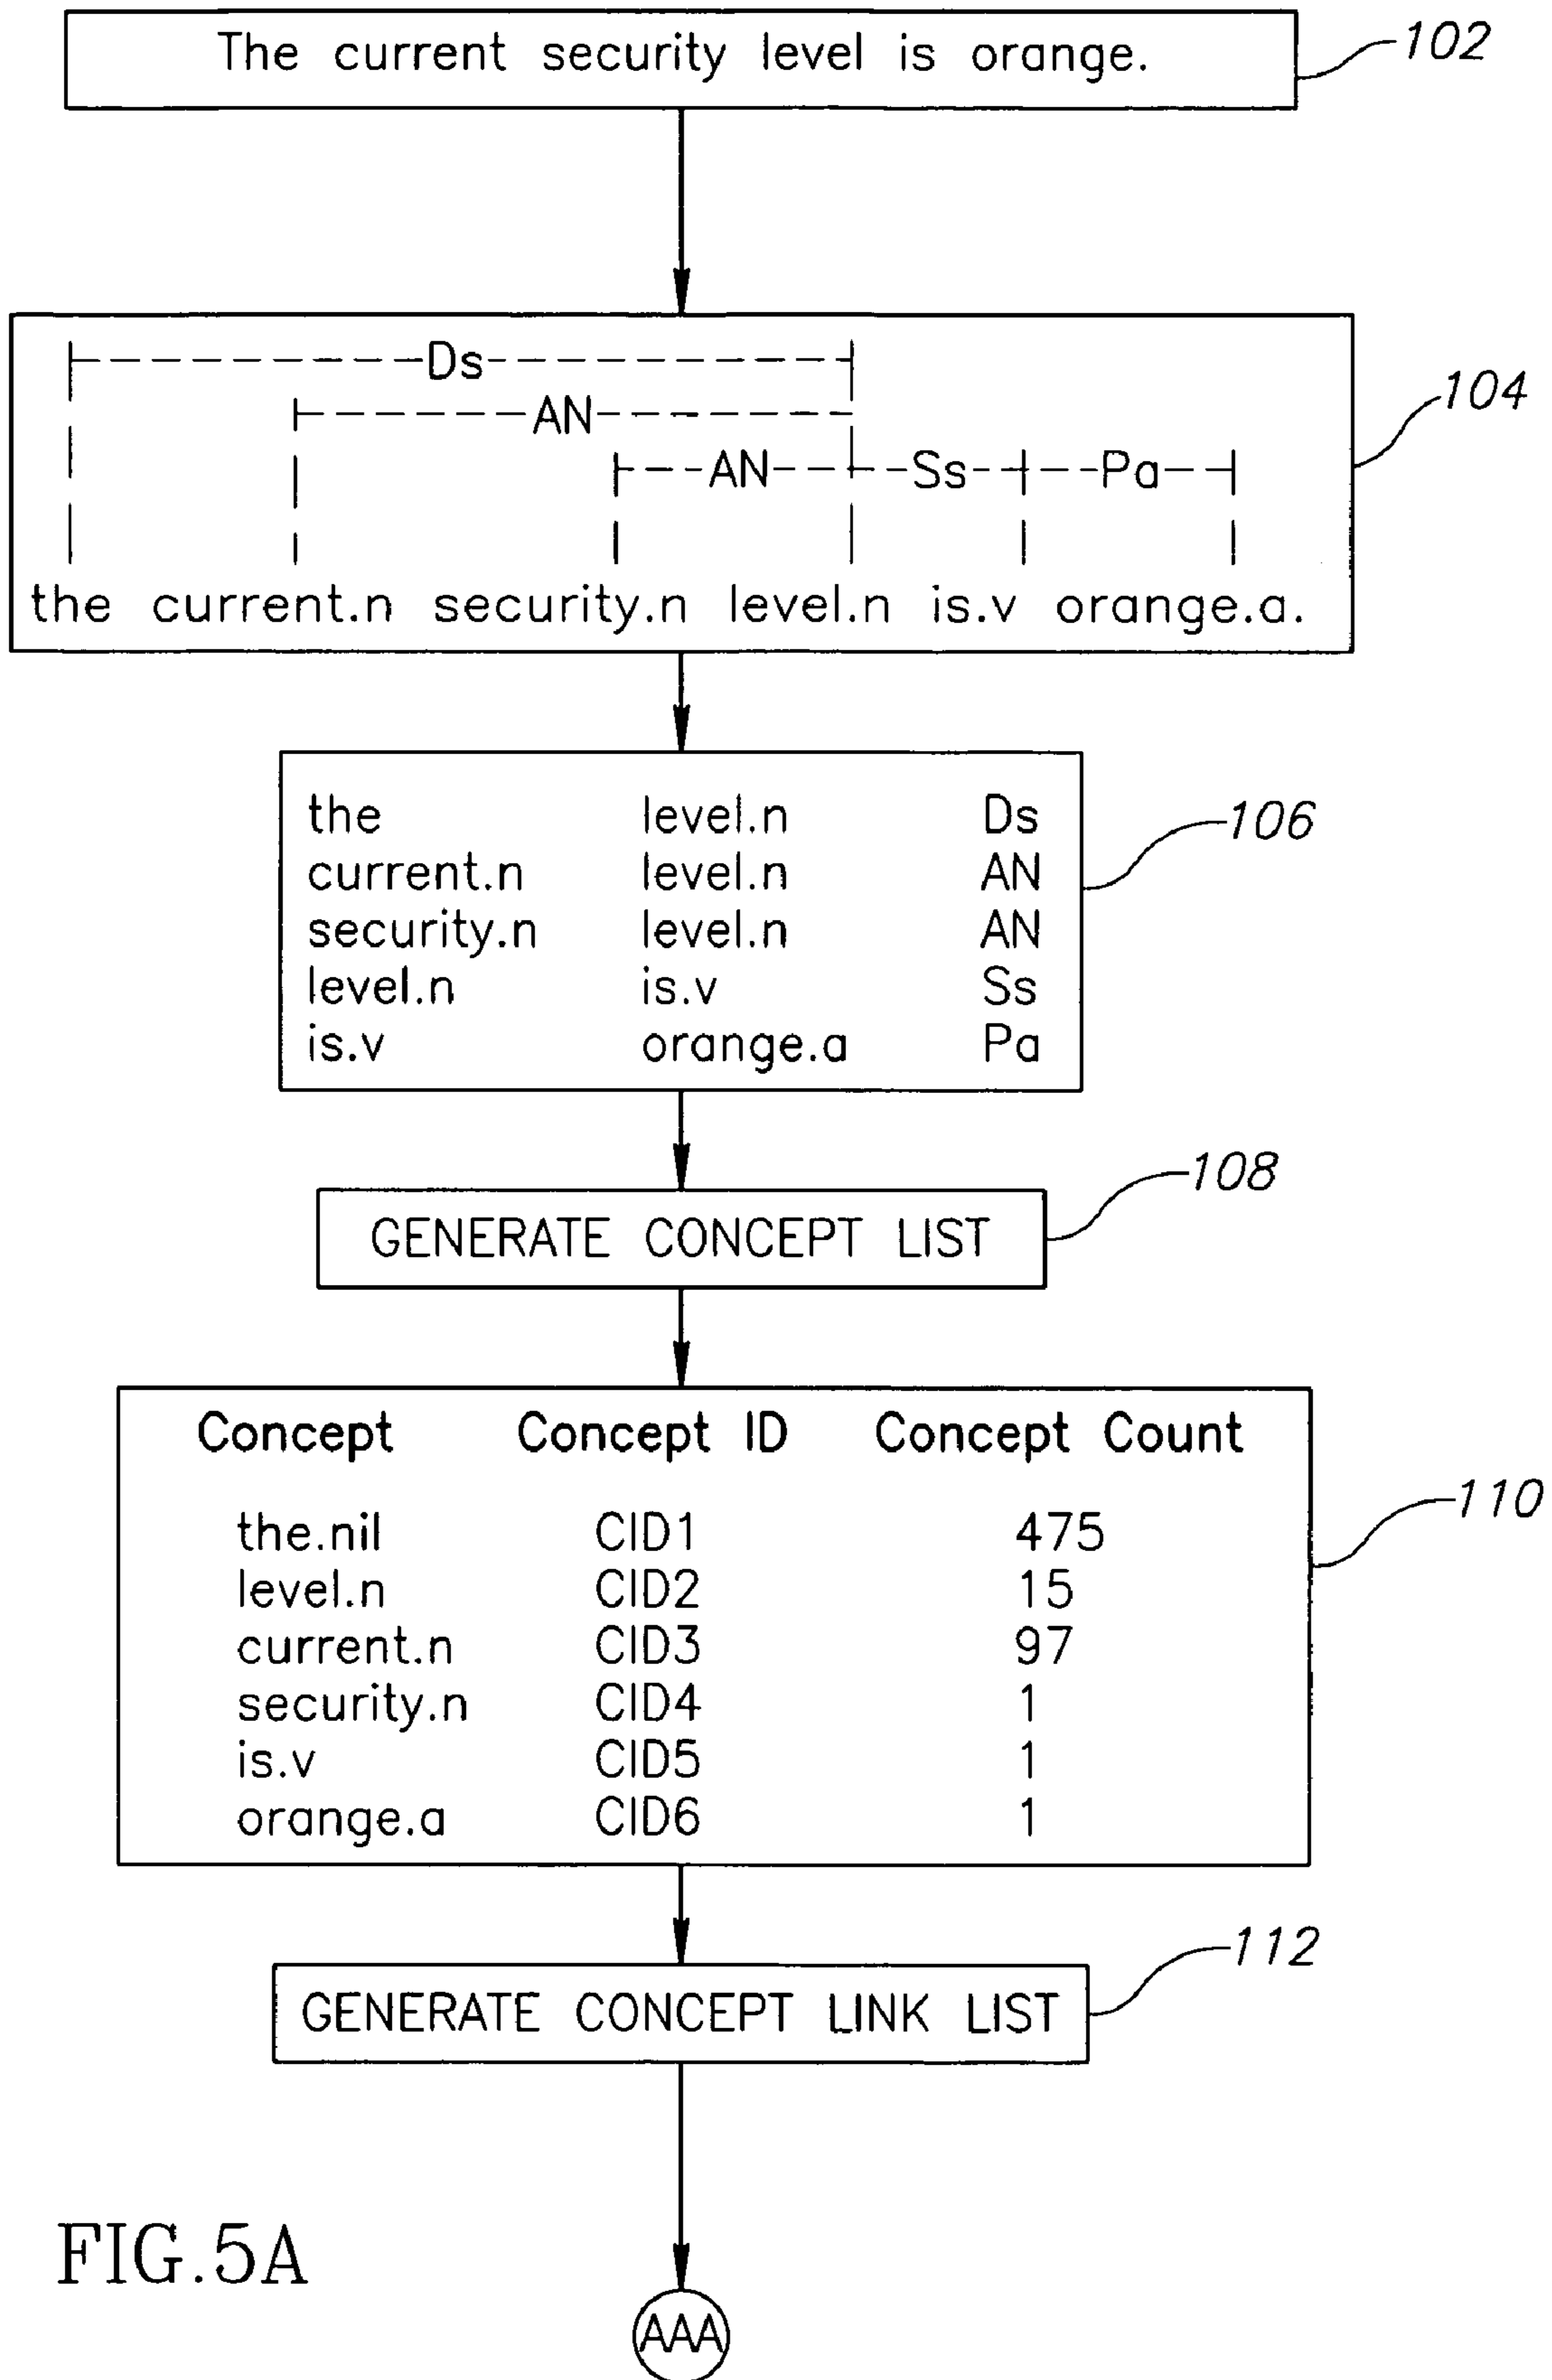 The current security level is orange.
102
Ds
AN
AN Ss Pa
104
the current.n security.n level.n is.v orange.a.
the level.n Ds
current.n level.n AN
security.n level.n AN
level.n is.v Ss
is.v orange.a Pa
106
GENERATE CONCEPT LIST
108
Concept Concept ID Concept Count
the.nil CID1 475
level.n CID2 15
current.n CID3 97
security.n CID4 1
is.v CID5 1
orange.a CID6 1
110
GENERATE CONCEPT LINK LIST
112
FIG.5A
AAA